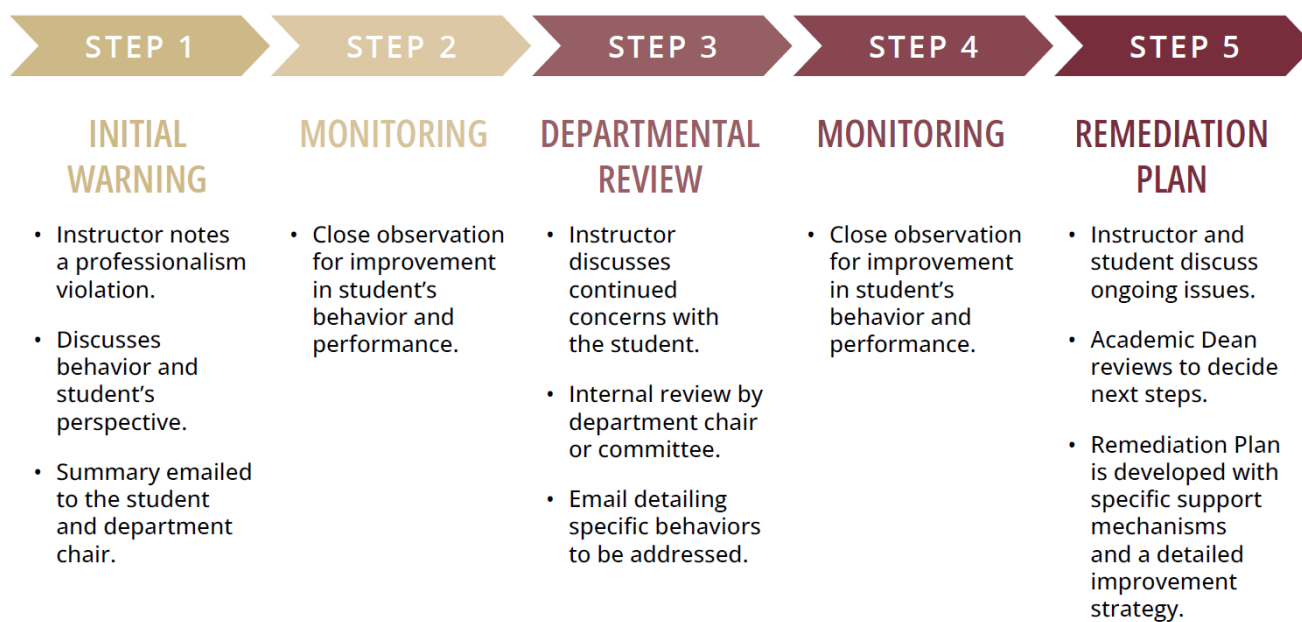 STEP 1
STEP 2
STEP 3
STEP 4
STEP 5
INITIAL
WARNING
• Instructor notes
a professionalism
violation.
• Discusses
behavior and
student’s
perspective.
• Summary emailed
to the student
and department
chair.
MONITORING
• Close observation
for improvement
in student’s
behavior and
performance.
DEPARTMENTAL
REVIEW
• Instructor
discusses
continued
concerns with
the student.
• Internal review by
department chair
or committee.
• Email detailing
specific behaviors
to be addressed.
MONITORING
• Close observation
for improvement
in student’s
behavior and
performance.
REMEDIATION
PLAN
• Instructor and
student discuss
ongoing issues.
• Academic Dean
reviews to decide
next steps.
• Remediation Plan
is developed with
specific support
mechanisms
and a detailed
improvement
strategy.